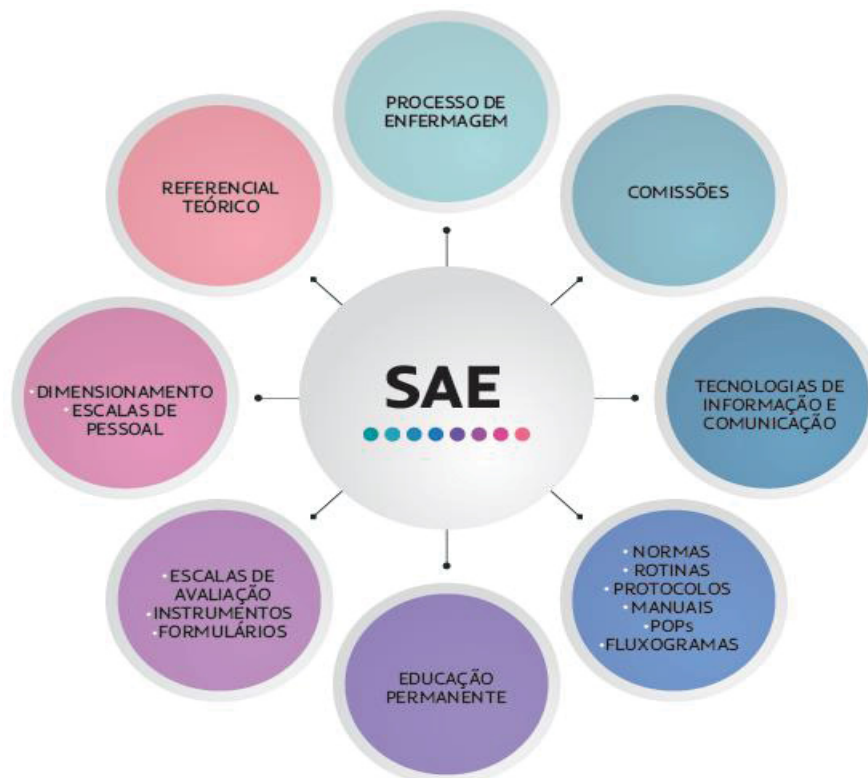 PROCESSO DE
ENFERMAGEM
COMISSÕES
TECNOLOGIAS DE
INFORMAÇÃO E
COMUNICAÇÃO
• NORMAS
• ROTINAS
• PROTOCOLOS
• MANUAIS
• POPs
• FLUXOGRAMAS
EDUCAÇÃO
PERMANENTE
• ESCALAS DE
AVALIAÇÃO
• INSTRUMENTOS
• FORMULÁRIOS
• DIMENSIONAMENTO
• ESCALAS DE
PESSOAL
REFERENCIAL
TEÓRICO
SAE